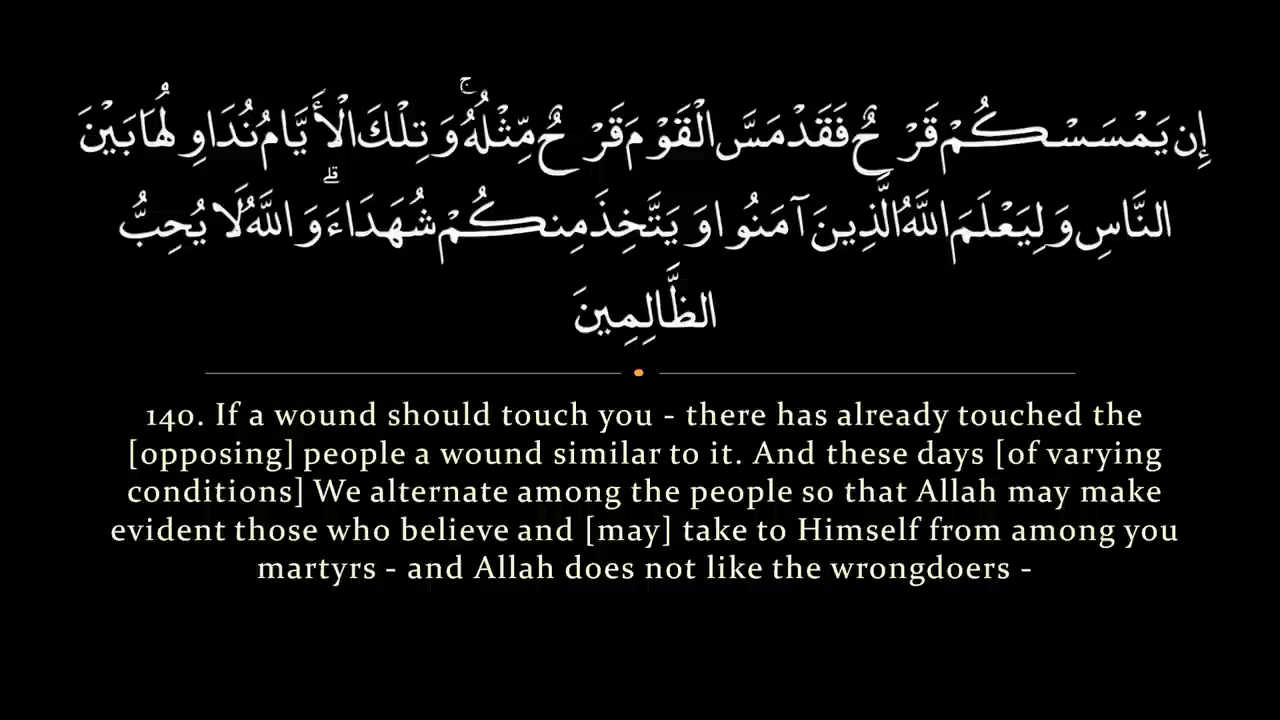 إِن يَمْسَسْكُمْ قَرْحٌ فَقَدْ مَسَّ الْقَوْمَ قَرْحٌ مِّثْلُهُ ۚ وَتِلْكَ الْأَيَّامُ نُدَاوِلُهَا بَيْنَ
النَّاسِ وَلِيَعْلَمَ اللَّهُ الَّذِينَ آمَنُوا وَيَتَّخِذَ مِنكُمْ شُهَدَاءَ ۗ وَاللَّهُ لَا يُحِبُّ
الظَّالِمِينَ
140. If a wound should touch you - there has already touched the
[opposing] people a wound similar to it. And these days [of varying
conditions] We alternate among the people so that Allah may make
evident those who believe and [may] take to Himself from among you
martyrs - and Allah does not like the wrongdoers -